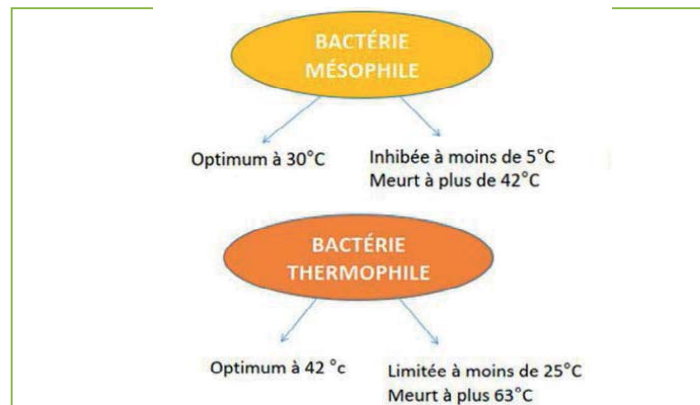 BACTÉRIE
MÉSOPHILE
Optimum à 30°C
Inhibée à moins de 5°C
Meurt à plus de 42°C
BACTÉRIE
THERMOPHILE
Optimum à 42 °c
Limitée à moins de 25°C
Meurt à plus 63°C